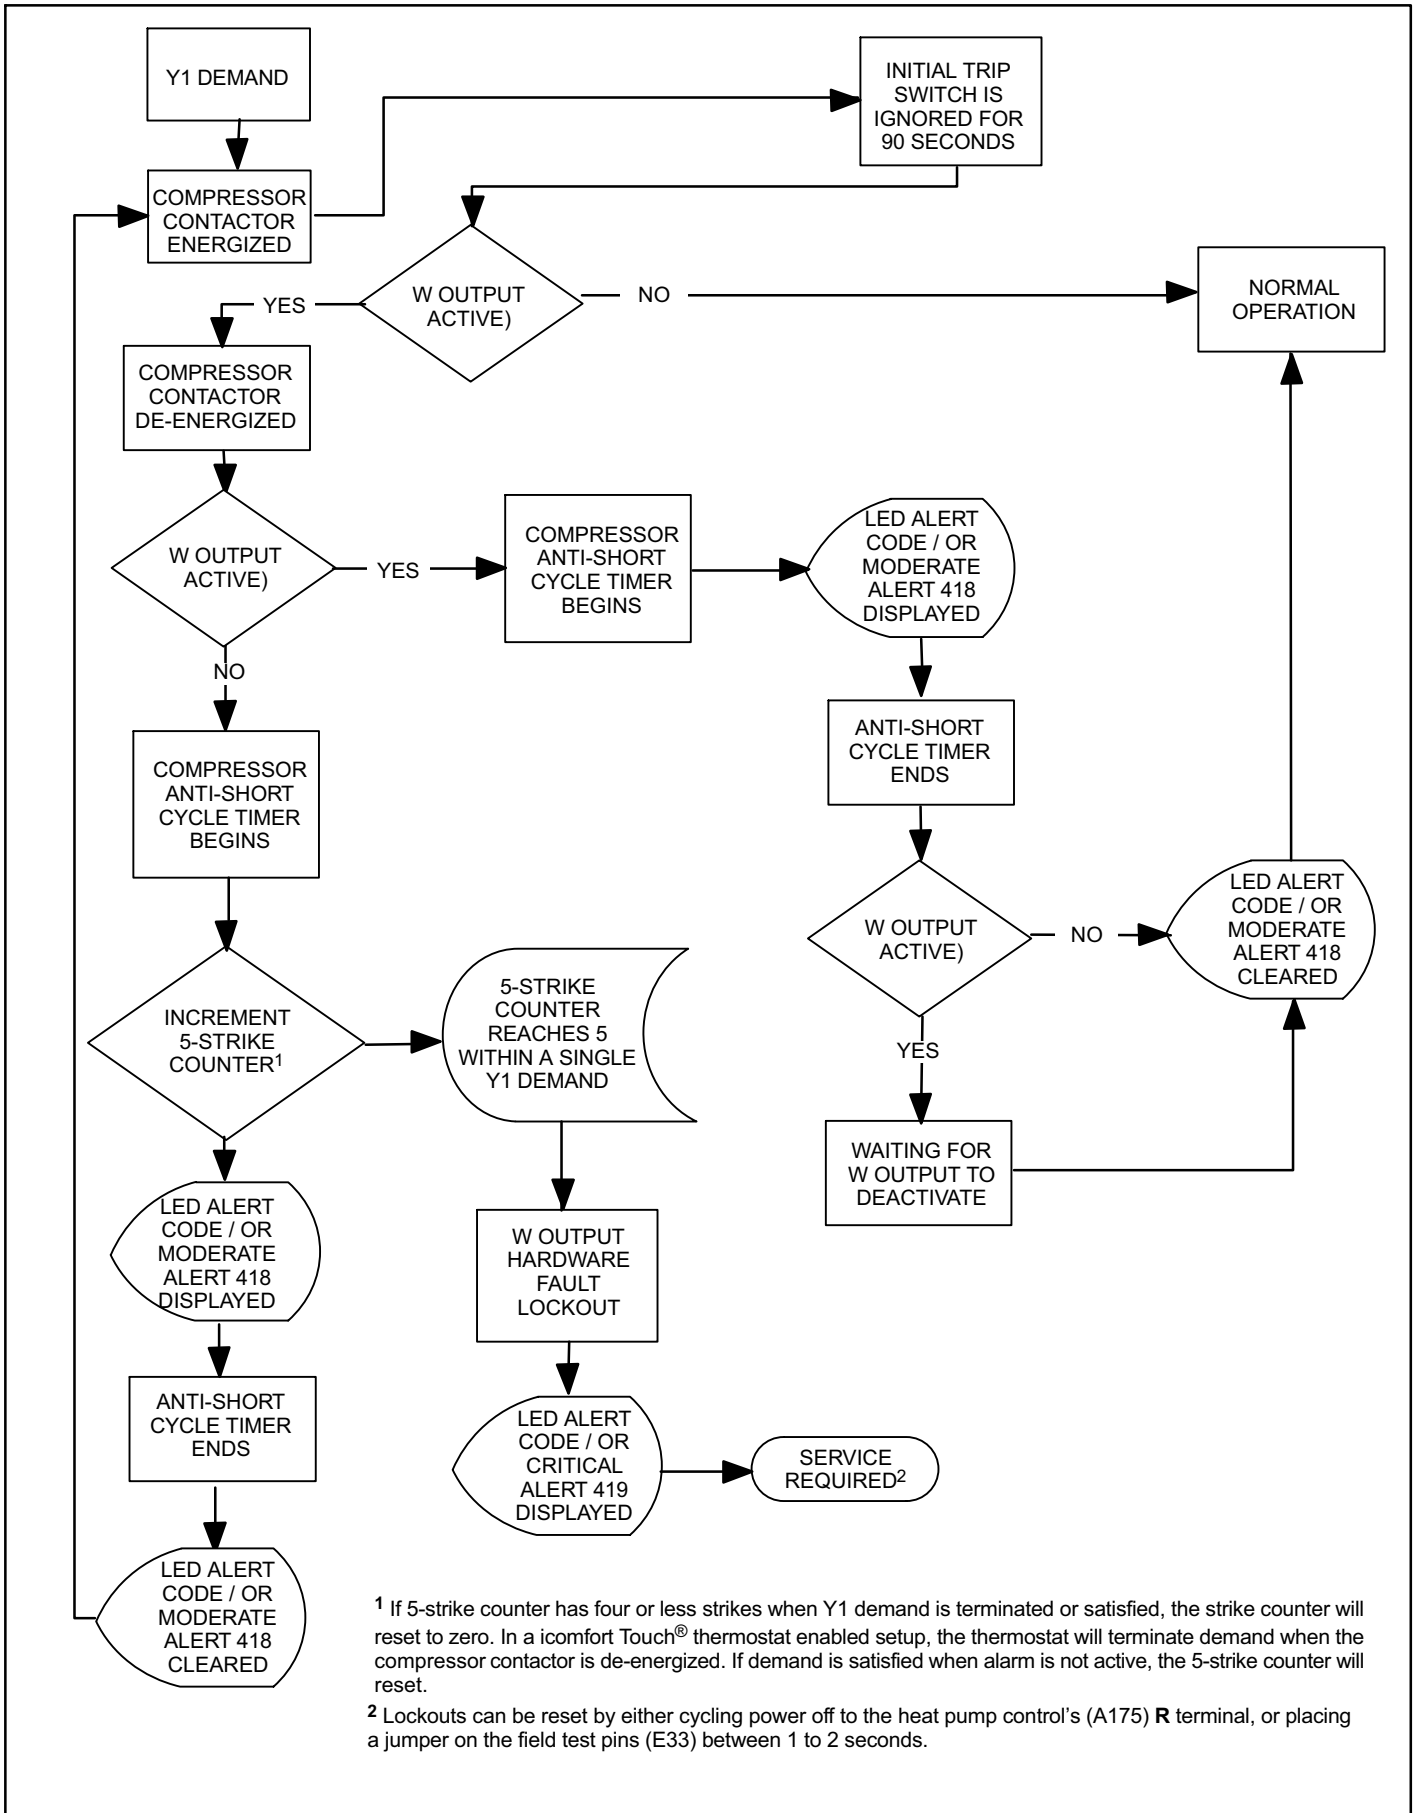 Y1 DEMAND
INITIAL TRIP
SWITCH IS
IGNORED FOR
90 SECONDS
COMPRESSOR
CONTACTOR
ENERGIZED
W OUTPUT
ACTIVE)
YES
NO
NORMAL
OPERATION
COMPRESSOR
CONTACTOR
DE-ENERGIZED
W OUTPUT
ACTIVE)
YES
COMPRESSOR
ANTI-SHORT
CYCLE TIMER
BEGINS
LED ALERT
CODE / OR
MODERATE
ALERT 418
DISPLAYED
NO
ANTI-SHORT
CYCLE TIMER
ENDS
COMPRESSOR
ANTI-SHORT
CYCLE TIMER
BEGINS
W OUTPUT
ACTIVE)
NO
LED ALERT
CODE / OR
MODERATE
ALERT 418
CLEARED
INCREMENT
5-STRIKE
COUNTER1
5-STRIKE
COUNTER
REACHES 5
WITHIN A SINGLE
Y1 DEMAND
YES
WAITING FOR
W OUTPUT TO
DEACTIVATE
LED ALERT
CODE / OR
MODERATE
ALERT 418
DISPLAYED
W OUTPUT
HARDWARE
FAULT
LOCKOUT
ANTI-SHORT
CYCLE TIMER
ENDS
LED ALERT
CODE / OR
CRITICAL
ALERT 419
DISPLAYED
SERVICE
REQUIRED2
LED ALERT
CODE / OR
MODERATE
ALERT 418
CLEARED
1 If 5-strike counter has four or less strikes when Y1 demand is terminated or satisfied, the strike counter will
reset to zero. In a icomfort Touch® thermostat enabled setup, the thermostat will terminate demand when the
compressor contactor is de-energized. If demand is satisfied when alarm is not active, the 5-strike counter will
reset.
2 Lockouts can be reset by either cycling power off to the heat pump control's (A175) R terminal, or placing
a jumper on the field test pins (E33) between 1 to 2 seconds.